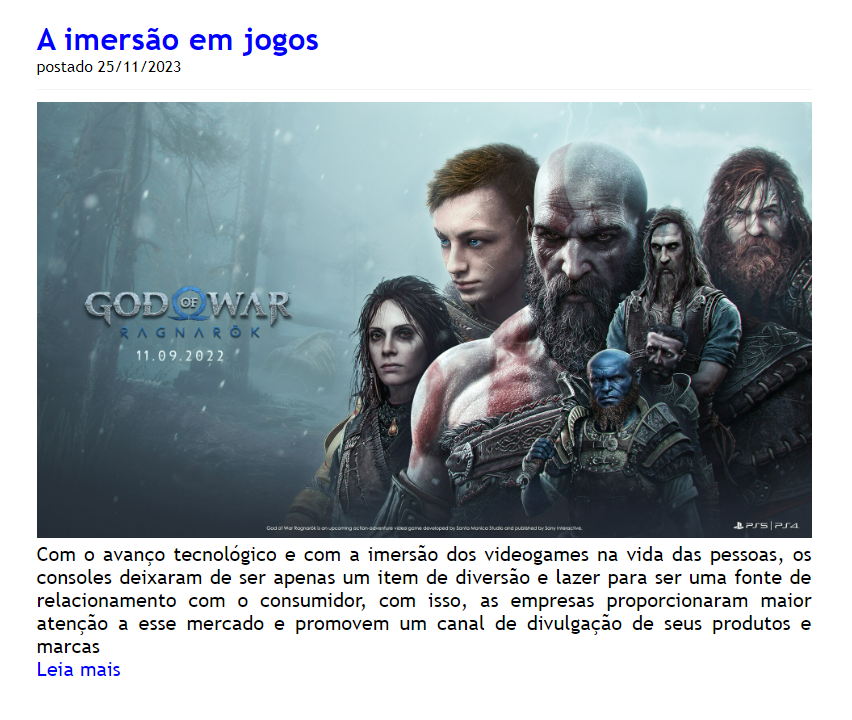 A imersão em jogos
postado 25/11/2023
GOD OF WAR
RAGNARÖK
11.09.2022
God of War Ragnarök is an upcoming action-adventure video game developed by Santa Monica Studio and published by Sony Interactive.
PS5 | PS4
Com o avanço tecnológico e com a imersão dos videogames na vida das pessoas, os
consoles deixaram de ser apenas um item de diversão e lazer para ser uma fonte de
relacionamento com o consumidor, com isso, as empresas proporcionaram maior
atenção a esse mercado e promovem um canal de divulgação de seus produtos e
marcas
Leia mais